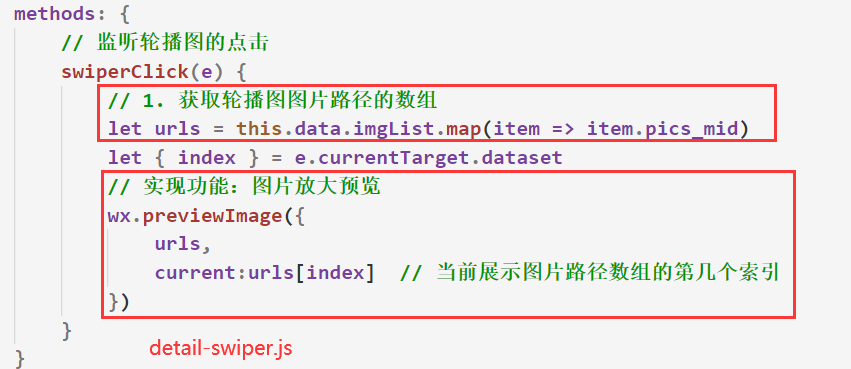 methods: {
// 监听轮播图的点击
swiperClick(e) {
// 1. 获取轮播图图片路径的数组
let urls = this.data.imgList.map(item => item.pics_mid)
let { index } = e.currentTarget.dataset
// 实现功能：图片放大预览
wx.previewImage({
urls,
current:urls[index]  // 当前展示图片路径数组的第几个索引
})
}
detail-swiper.js
}